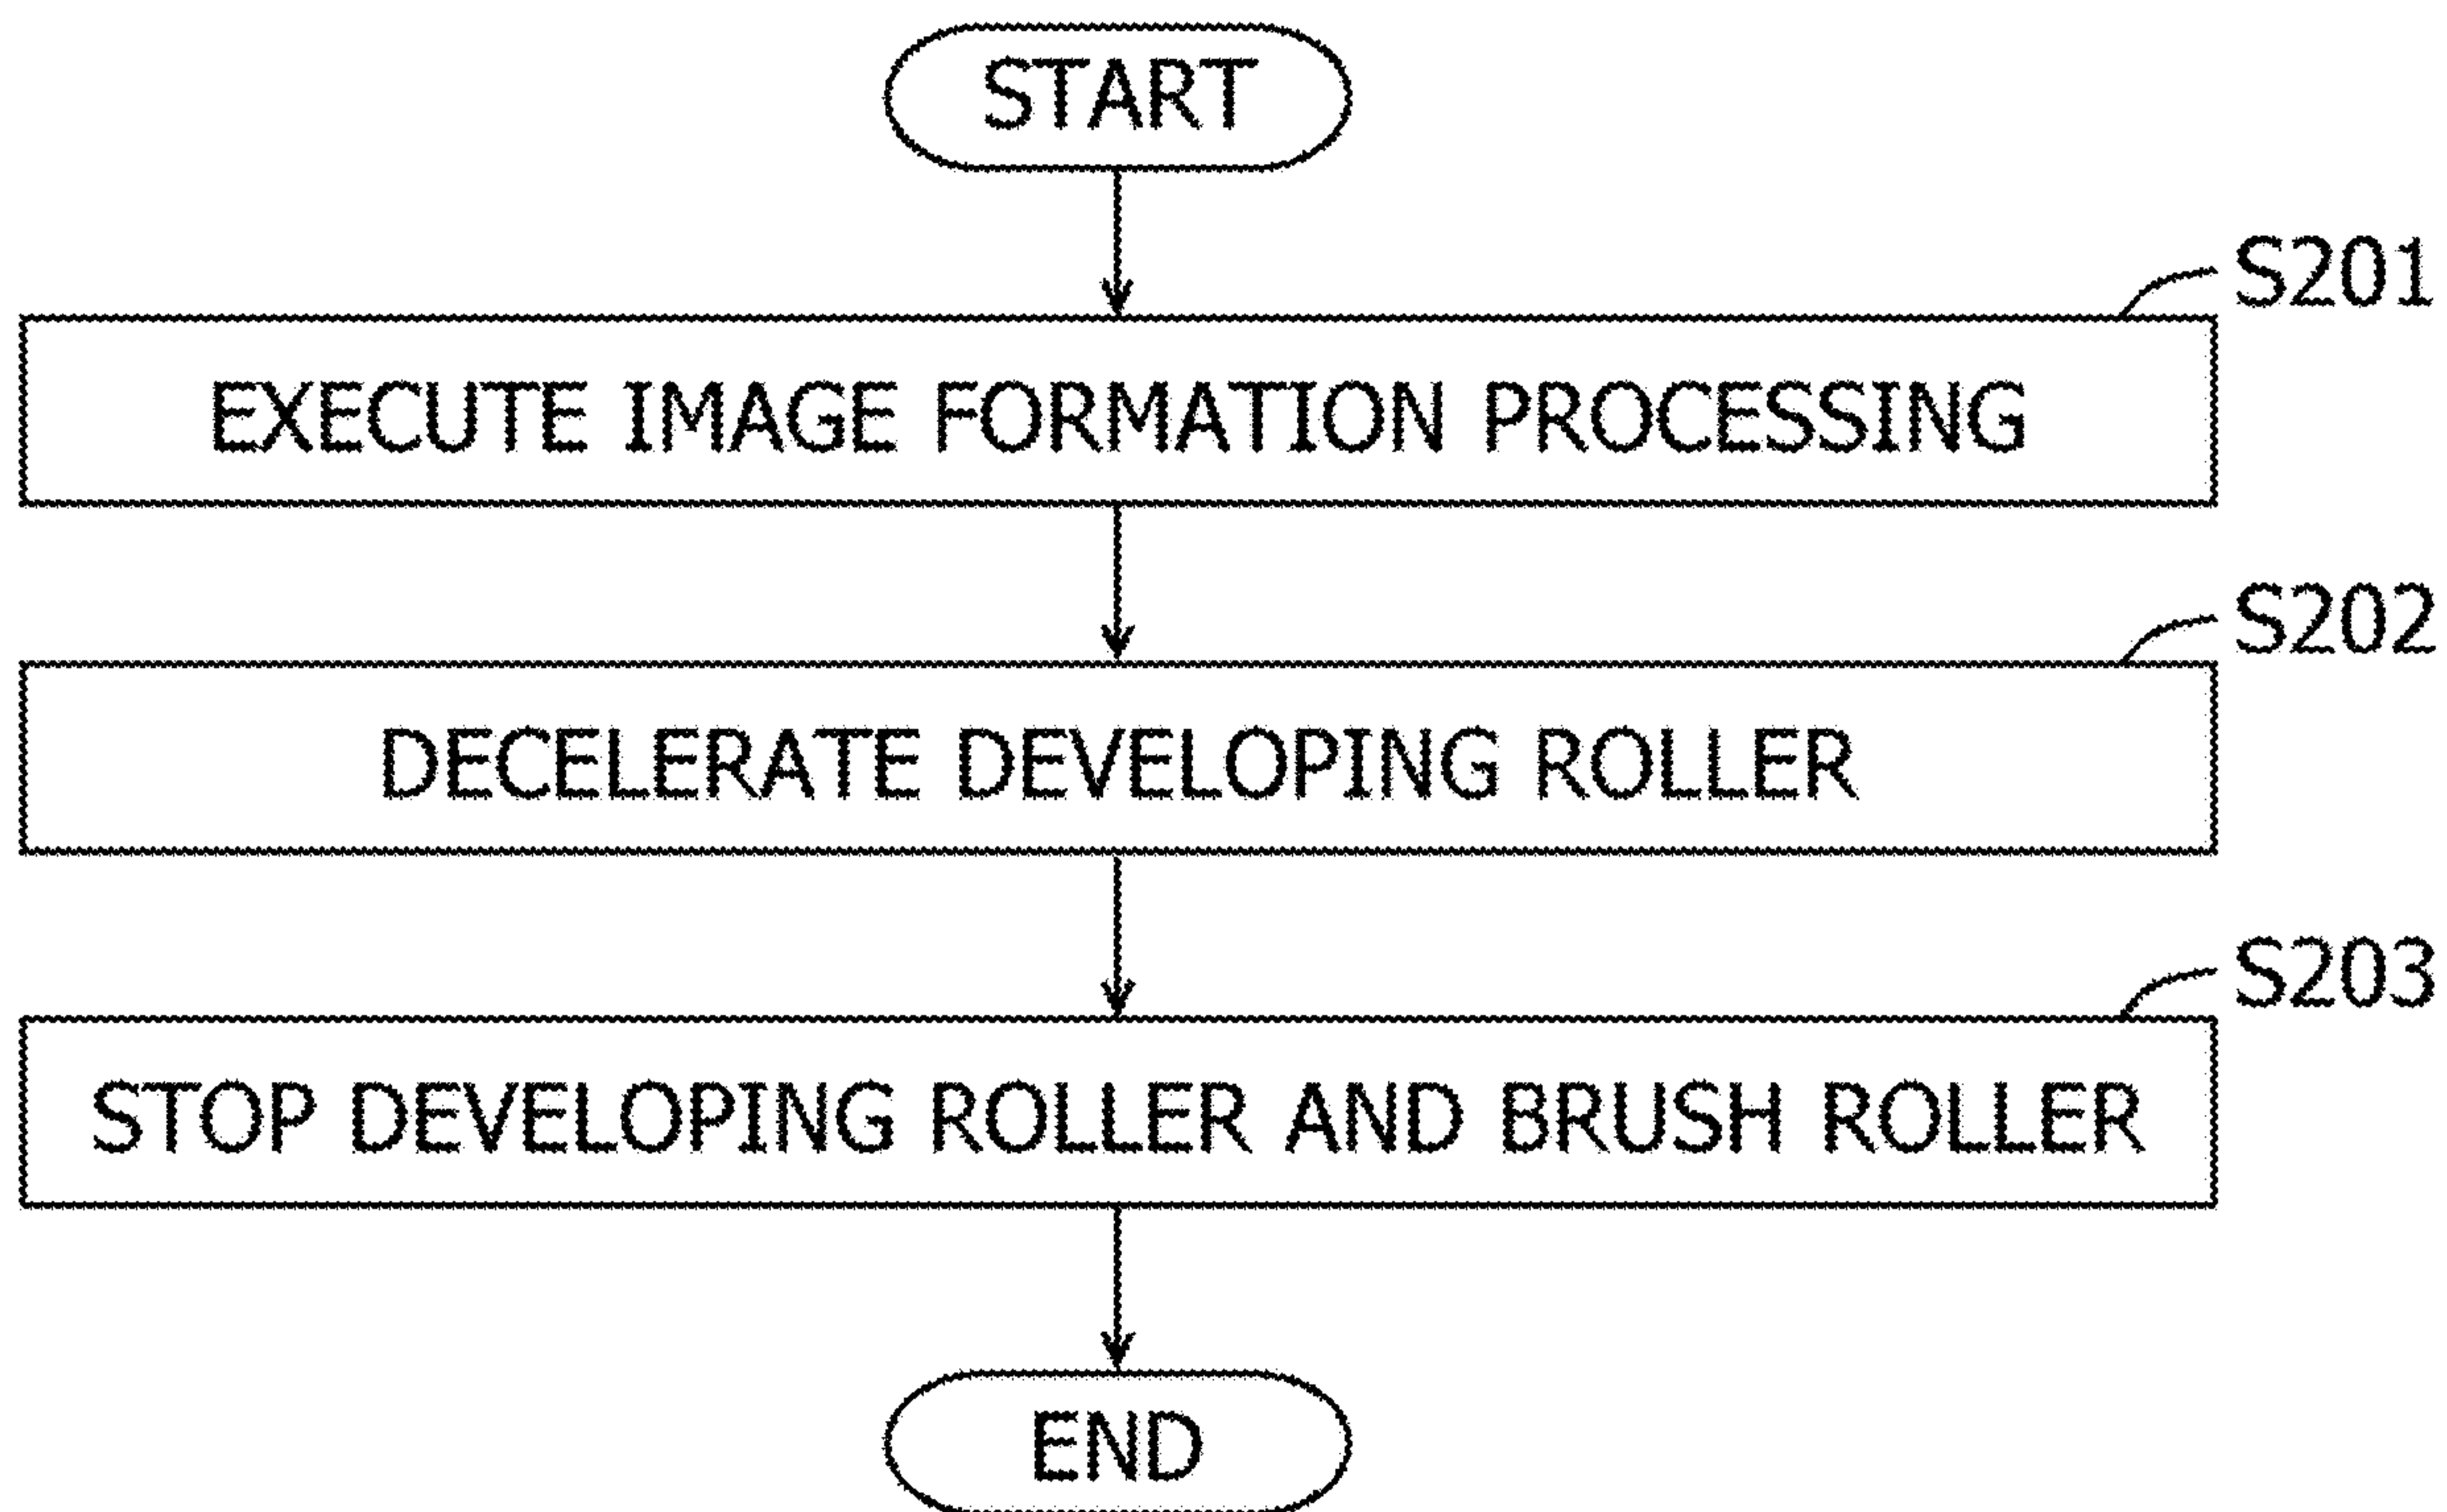 START
S201
EXECUTE IMAGE FORMATION PROCESSING
S202
DECELERATE DEVELOPING ROLLER
S203
STOP DEVELOPING ROLLER AND BRUSH ROLLER
END